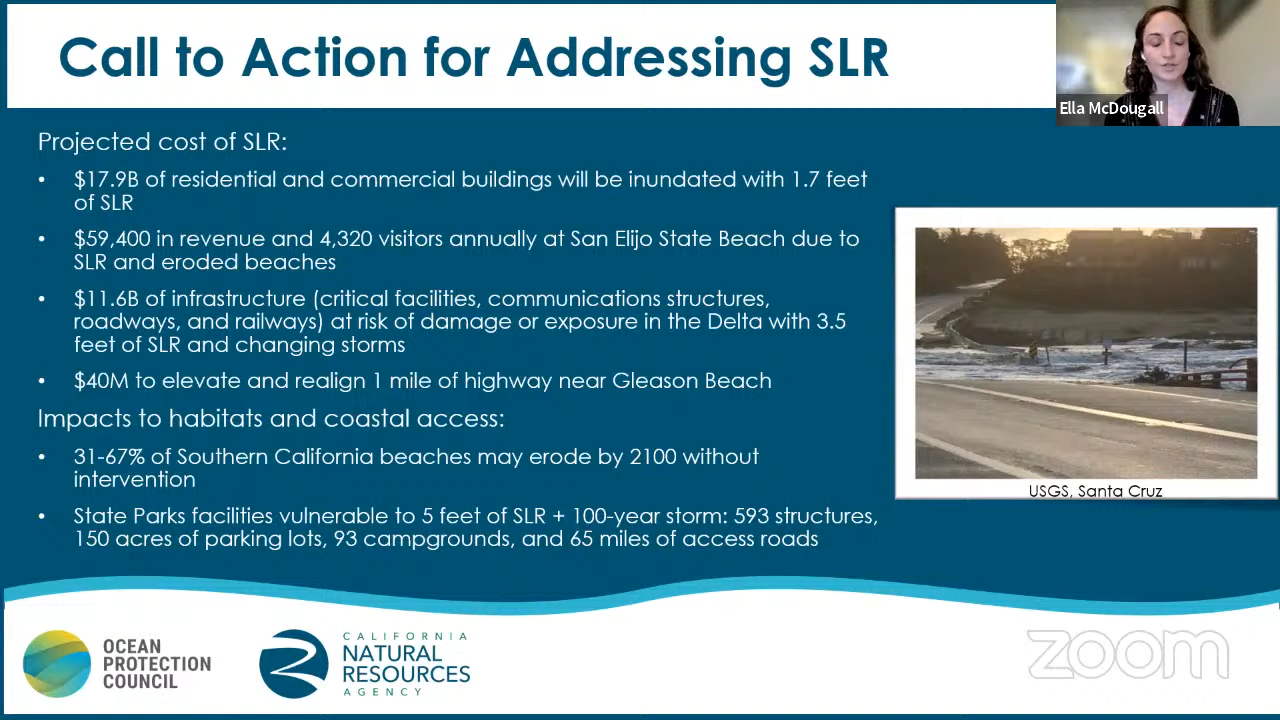 Call to Action for Addressing SLR
Ella McDougall
Projected cost of SLR:
• $17.9B of residential and commercial buildings will be inundated with 1.7 feet
of SLR
• $59,400 in revenue and 4,320 visitors annually at San Elijo State Beach due to
SLR and eroded beaches
• $11.6B of infrastructure (critical facilities, communications structures,
roadways, and railways) at risk of damage or exposure in the Delta with 3.5
feet of SLR and changing storms
• $40M to elevate and realign 1 mile of highway near Gleason Beach
Impacts to habitats and coastal access:
• 31-67% of Southern California beaches may erode by 2100 without
intervention
• State Parks facilities vulnerable to 5 feet of SLR + 100-year storm: 593 structures,
150 acres of parking lots, 93 campgrounds, and 65 miles of access roads
USGS, Santa Cruz
OCEAN
PROTECTION
COUNCIL
CALIFORNIA
NATURAL
RESOURCES
AGENCY
zoom